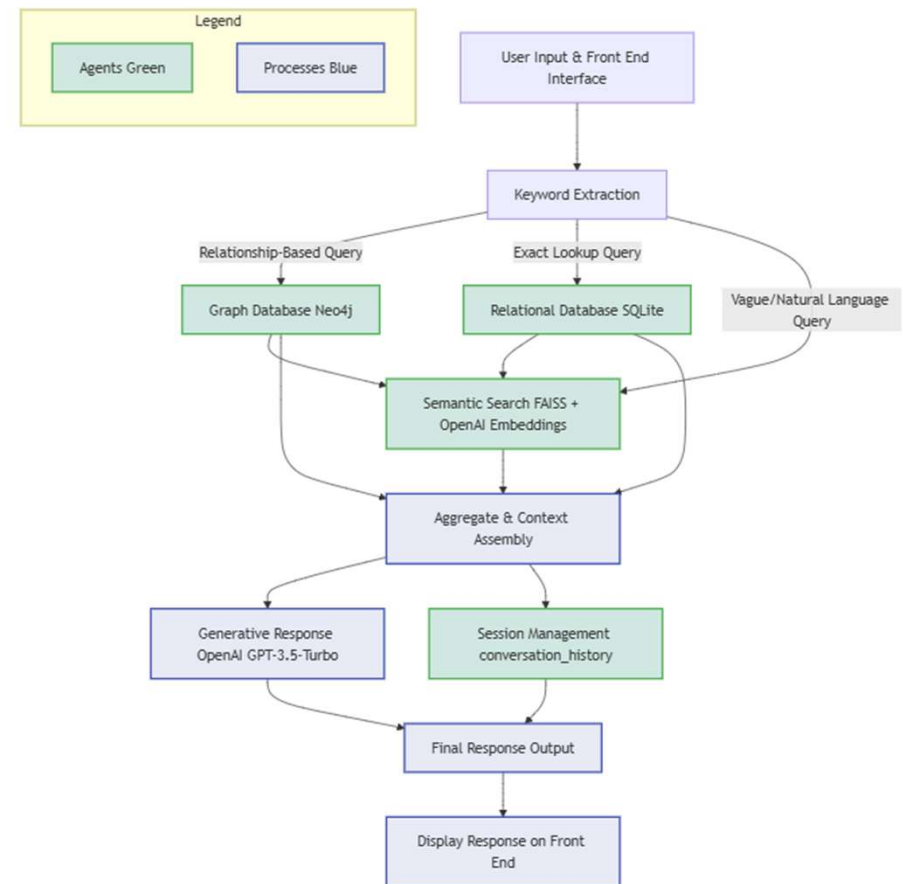 Legend
Agents Green
Processes Blue
User Input & Front End
Interface
Keyword Extraction
Relationship-Based Query
Exact Lookup Query
Vague/Natural Language
Query
Graph Database Neo4j
Relational Database SQLite
Semantic Search FAISS +
OpenAI Embeddings
Aggregate & Context
Assembly
Generative Response
OpenAI GPT-3.5-Turbo
Session Management
conversation_history
Final Response Output
Display Response on Front
End